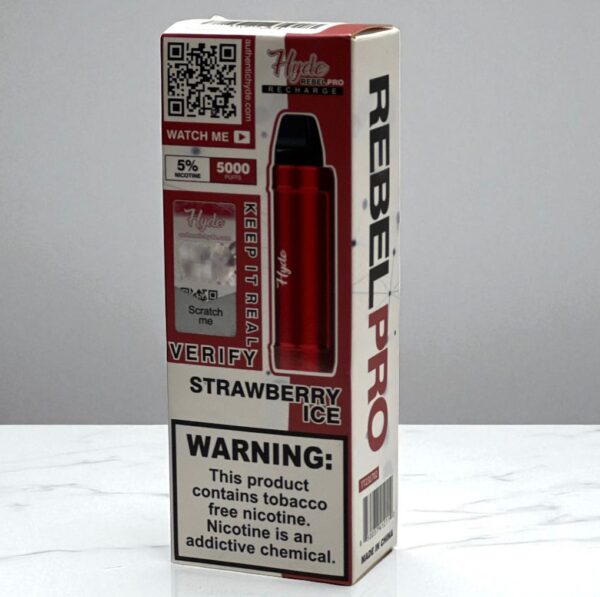 authentichyde.com
WATCH ME
5%
NICOTINE
5000
PUFFS
Hyde
REBEL PRO
RECHARGE
Hyde
authentichyde.com
Scratch
me
KEEP IT REAL
VERIFY
Hyde
STRAWBERRY
ICE
WARNING:
This product
contains tobacco
free nicotine.
Nicotine is an
addictive chemical.
REBEL PRO
MADE IN CHINA